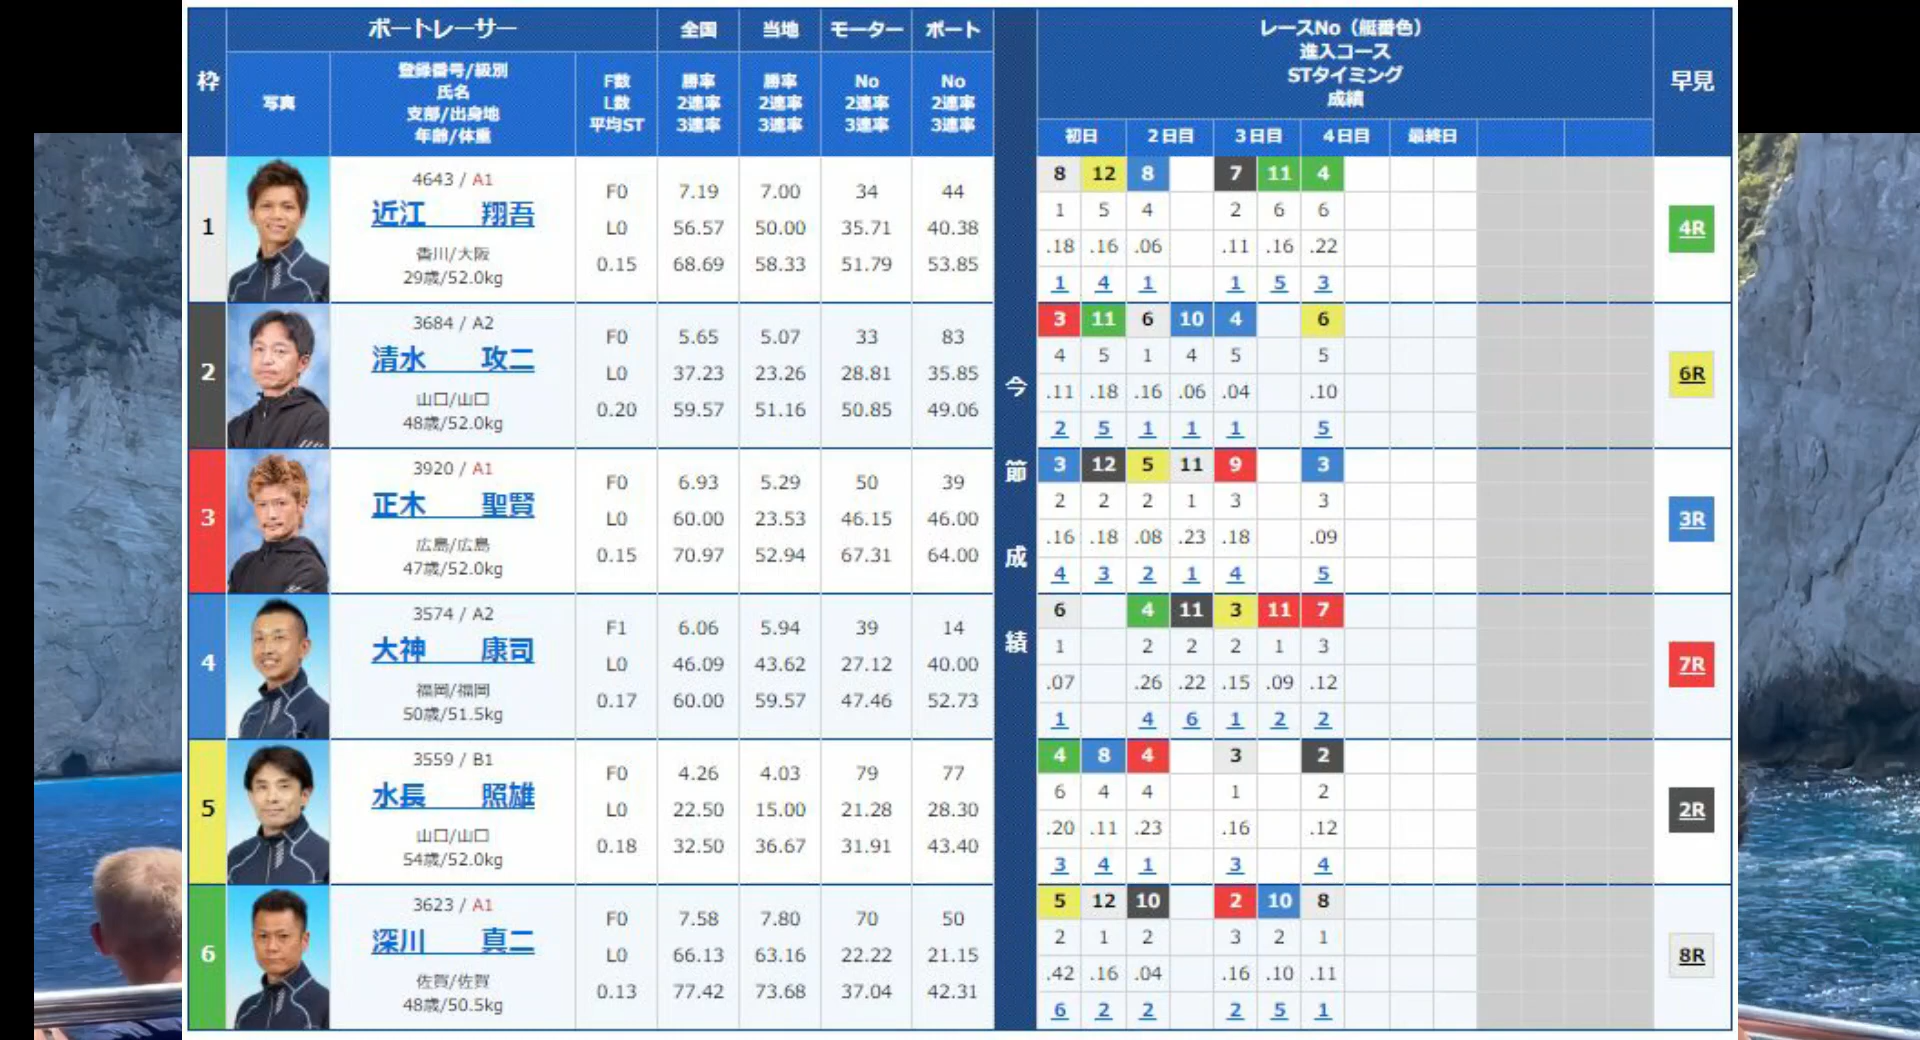 枠 ボートレーサー 全国 当地 モーター ボート レースNo（艇番色） 早見
進入コース
STタイミング
成績
写真 登録番号/級別 F数 勝率 勝率 No No
氏名 L数 2連率 2連率 2連率 2連率
支部/出身地 平均ST 3連率 3連率 3連率 3連率
年齢/体重
初日 2日目 3日目 4日目 最終日
今節成績
1 4643 / A1 F0 7.19 7.00 34 44 8 12 8 7 11 4 4R
近江 翔吾 L0 56.57 50.00 35.71 40.38 1 5 4 2 6 6
香川/大阪 0.15 68.69 58.33 51.79 53.85 .18 .16 .06 .11 .16 .22
29歳/52.0kg 1 4 1 1 5 3
2 3684 / A2 F0 5.65 5.07 33 83 3 11 6 10 4 6 6R
清水 攻二 L0 37.23 23.26 28.81 35.85 4 5 1 4 5 5
山口/山口 0.20 59.57 51.16 50.85 49.06 .11 .18 .16 .06 .04 .10
48歳/52.0kg 2 5 1 1 1 5
3 3920 / A1 F0 6.93 5.29 50 39 3 12 5 11 9 3 3R
正木 聖賢 L0 60.00 23.53 46.15 46.00 2 2 2 1 3 3
広島/広島 0.15 70.97 52.94 67.31 64.00 .16 .18 .08 .23 .18 .09
47歳/52.0kg 4 3 2 1 4 5
4 3574 / A2 F1 6.06 5.94 39 14 6 4 11 3 11 7 7R
大神 康司 L0 46.09 43.62 27.12 40.00 1 2 2 2 1 3
福岡/福岡 0.17 60.00 59.57 47.46 52.73 .07 .26 .22 .15 .09 .12
50歳/51.5kg 1 4 6 1 2 2
5 3559 / B1 F0 4.26 4.03 79 77 4 8 4 3 2 2R
水長 照雄 L0 22.50 15.00 21.28 28.30 6 4 4 1 2
山口/山口 0.18 32.50 36.67 31.91 43.40 .20 .11 .23 .16 .12
54歳/52.0kg 3 4 1 3 4
6 3623 / A1 F0 7.58 7.80 70 50 5 12 10 2 10 8 8R
深川 真二 L0 66.13 63.16 22.22 21.15 2 1 2 3 2 1
佐賀/佐賀 0.13 77.42 73.68 37.04 42.31 .42 .16 .04 .16 .10 .11
48歳/50.5kg 6 2 2 2 5 1